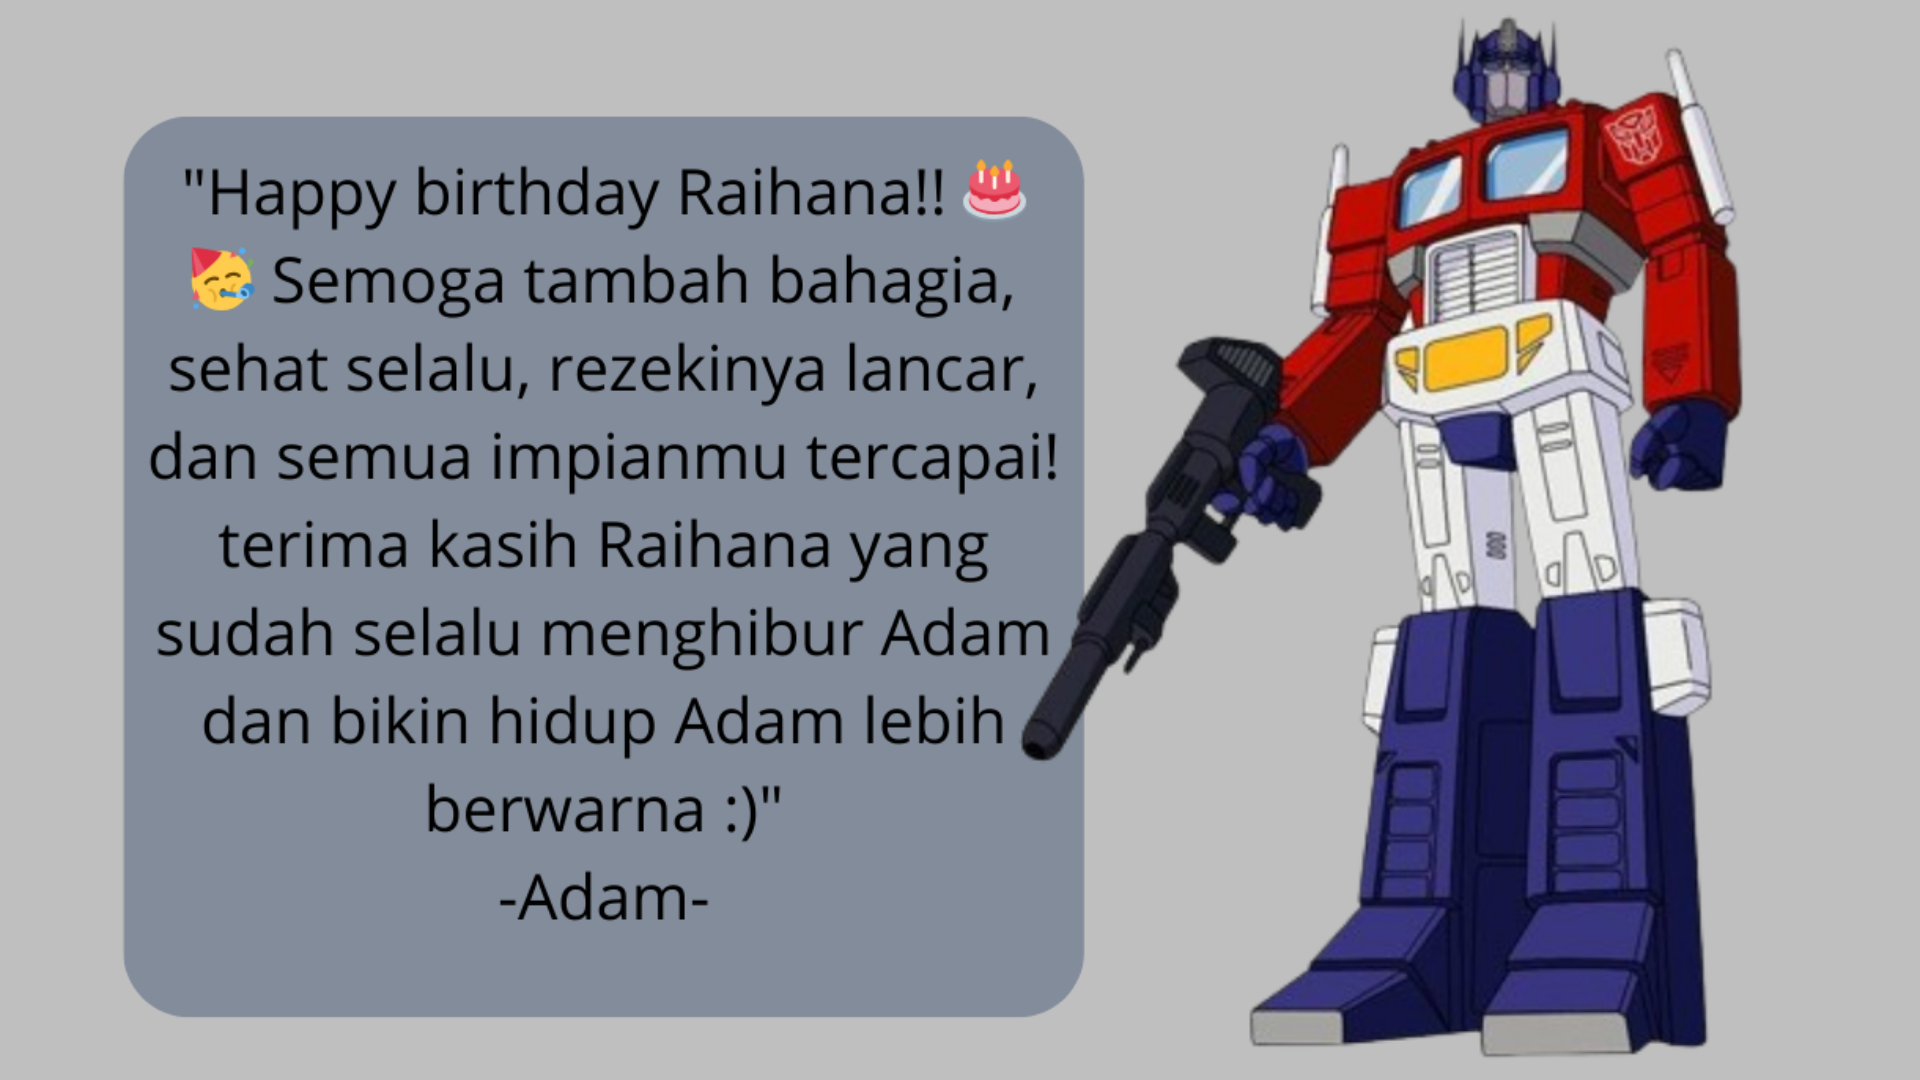 "Happy birthday Raihana!! 🎂
🥳 Semoga tambah bahagia,
sehat selalu, rezekinya lancar,
dan semua impianmu tercapai!
terima kasih Raihana yang
sudah selalu menghibur Adam
dan bikin hidup Adam lebih
berwarna :)"
-Adam-